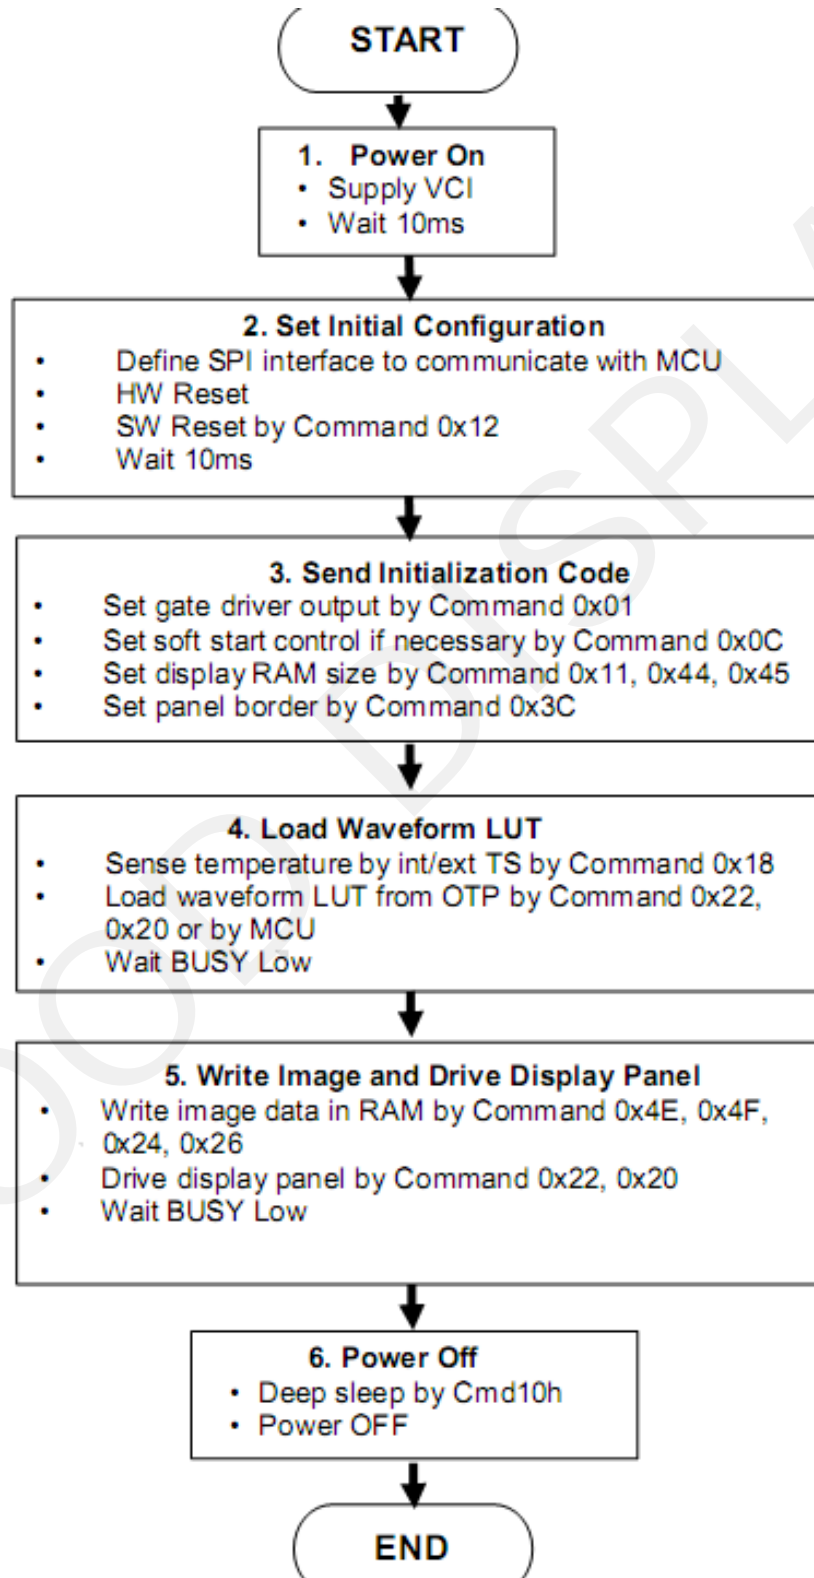 START
1. Power On
• Supply VCI
• Wait 10ms
2. Set Initial Configuration
• Define SPI interface to communicate with MCU
• HW Reset
• SW Reset by Command 0x12
• Wait 10ms
3. Send Initialization Code
• Set gate driver output by Command 0x01
• Set soft start control if necessary by Command 0x0C
• Set display RAM size by Command 0x11, 0x44, 0x45
• Set panel border by Command 0x3C
4. Load Waveform LUT
• Sense temperature by int/ext TS by Command 0x18
• Load waveform LUT from OTP by Command 0x22,
0x20 or by MCU
• Wait BUSY Low
5. Write Image and Drive Display Panel
• Write image data in RAM by Command 0x4E, 0x4F,
0x24, 0x26
• Drive display panel by Command 0x22, 0x20
• Wait BUSY Low
6. Power Off
• Deep sleep by Cmd10h
• Power OFF
END
OOD DISPLA